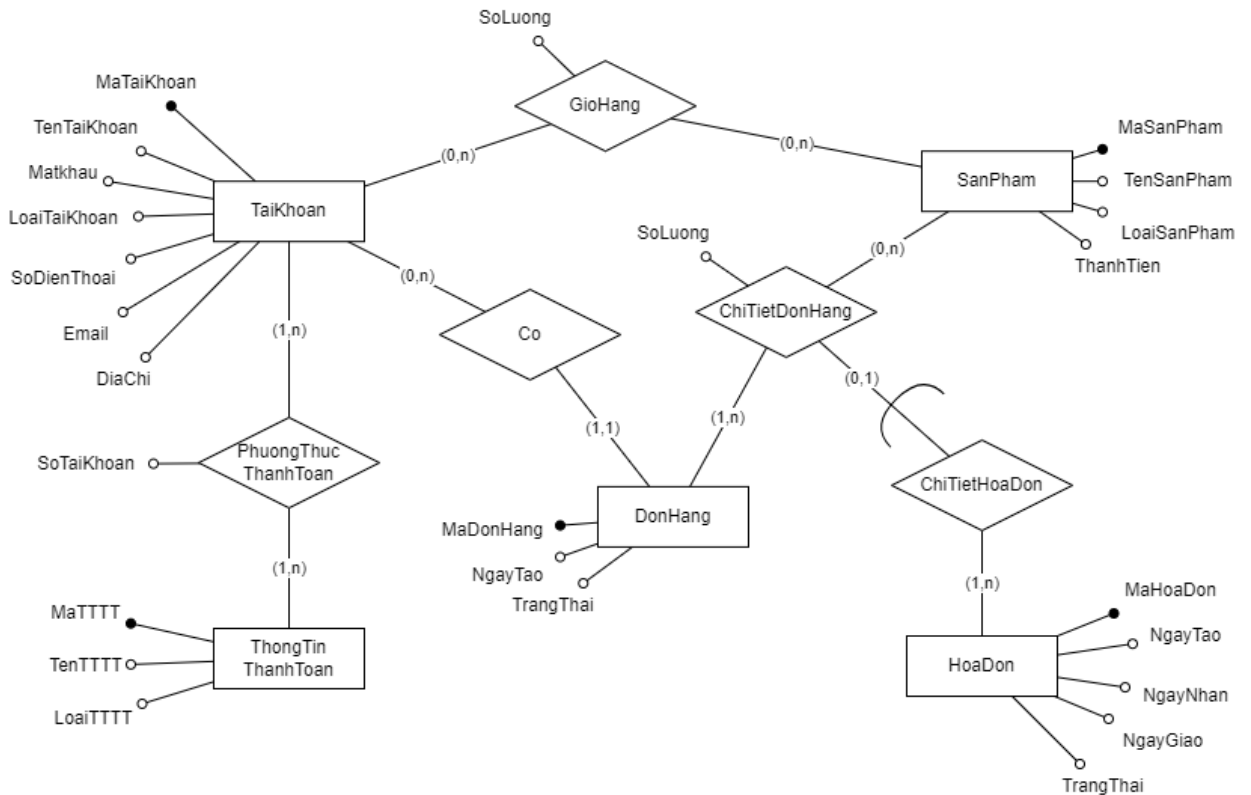 SoLuong
MaTaiKhoan
GioHang
TenTaiKhoan
MaSanPham
(0,n)
(0,n)
Matkhau
SanPham
TenSanPham
TaiKhoan
LoaiTaiKhoan
SoLuong
LoaiSanPham
(0,n)
ThanhTien
SoDienThoai
(0,n)
ChiTietDonHang
Email
(1,n)
Co
DiaChi
(0,1)
(1,1)
(1,n)
PhuongThuc
ThanhToan
SoTaiKhoan
ChiTietHoaDon
DonHang
MaDonHang
NgayTao
(1,n)
TrangThai
(1,n)
MaHoaDon
MaTTTT
NgayTao
ThongTin
ThanhToan
TenTTTT
HoaDon
NgayNhan
LoaiTTTT
NgayGiao
TrangThai